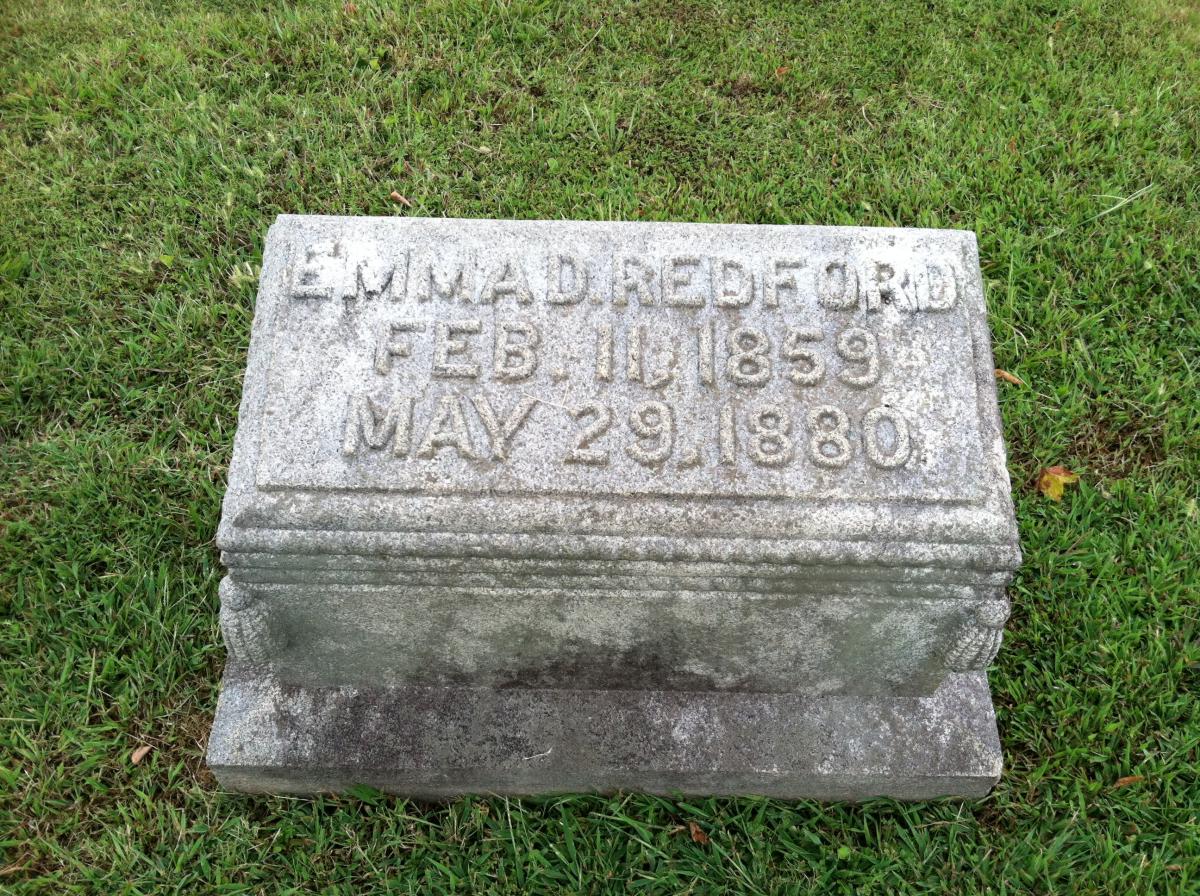 EMMA D. REDFORD
FEB. 11, 1859
MAY 29, 1880